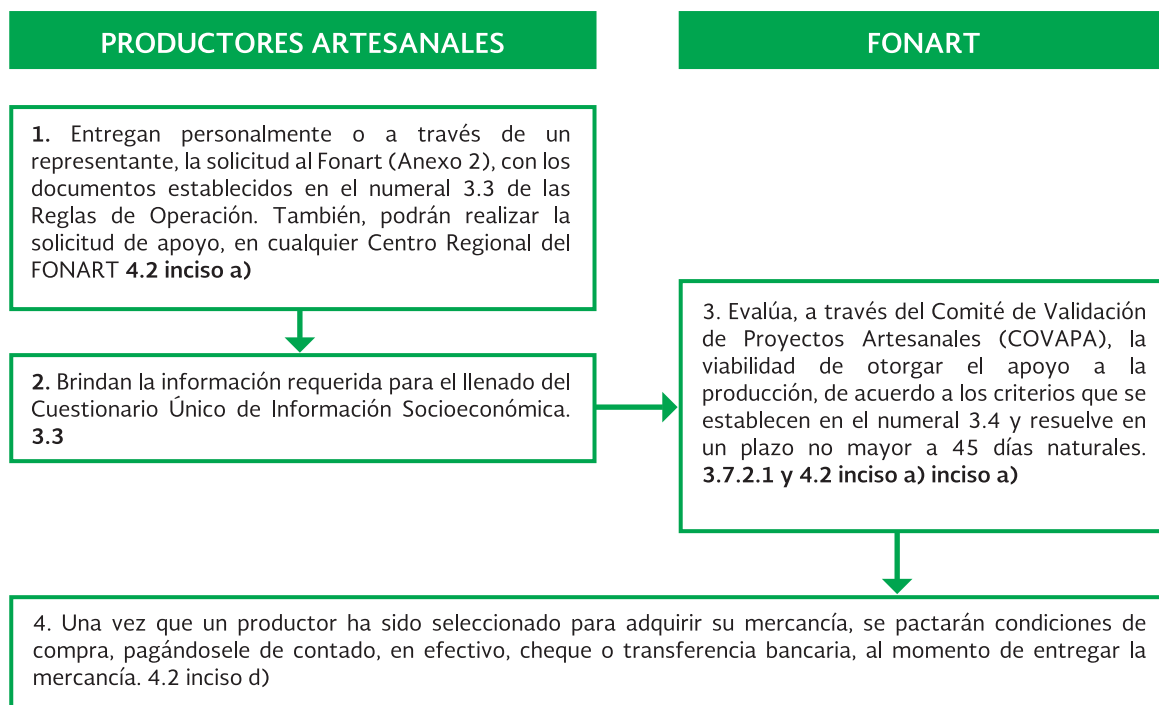 PRODUCTORES ARTESANALES
FONART
1. Entregan personalmente o a través de un
representante, la solicitud al Fonart (Anexo 2), con los
documentos establecidos en el numeral 3.3 de las
Reglas de Operación. También, podrán realizar la
solicitud de apoyo, en cualquier Centro Regional del
FONART 4.2 inciso a)
2. Brindan la información requerida para el llenado del
Cuestionario Único de Información Socioeconómica.
3.3
3. Evalúa, a través del Comité de Validación
de Proyectos Artesanales (COVAPA), la
viabilidad de otorgar el apoyo a la
producción, de acuerdo a los criterios que se
establecen en el numeral 3.4 y resuelve en
un plazo no mayor a 45 días naturales.
3.7.2.1 y 4.2 inciso a) inciso a)
4. Una vez que un productor ha sido seleccionado para adquirir su mercancía, se pactarán condiciones de
compra, pagándosele de contado, en efectivo, cheque o transferencia bancaria, al momento de entregar la
mercancía. 4.2 inciso d)